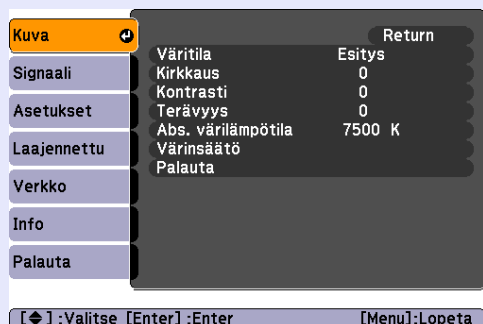 Kuva
Signaali
Asetukset
Laajennettu
Verkko
Info
Palauta
Return
Väritila Esitys
Kirkkaus 0
Kontrasti 0
Terävyys 0
Abs. värilämpötila 7500 K
Värinsäätö
Palauta
[◆] :Valitse [Enter] :Enter [Menu]:Lopeta